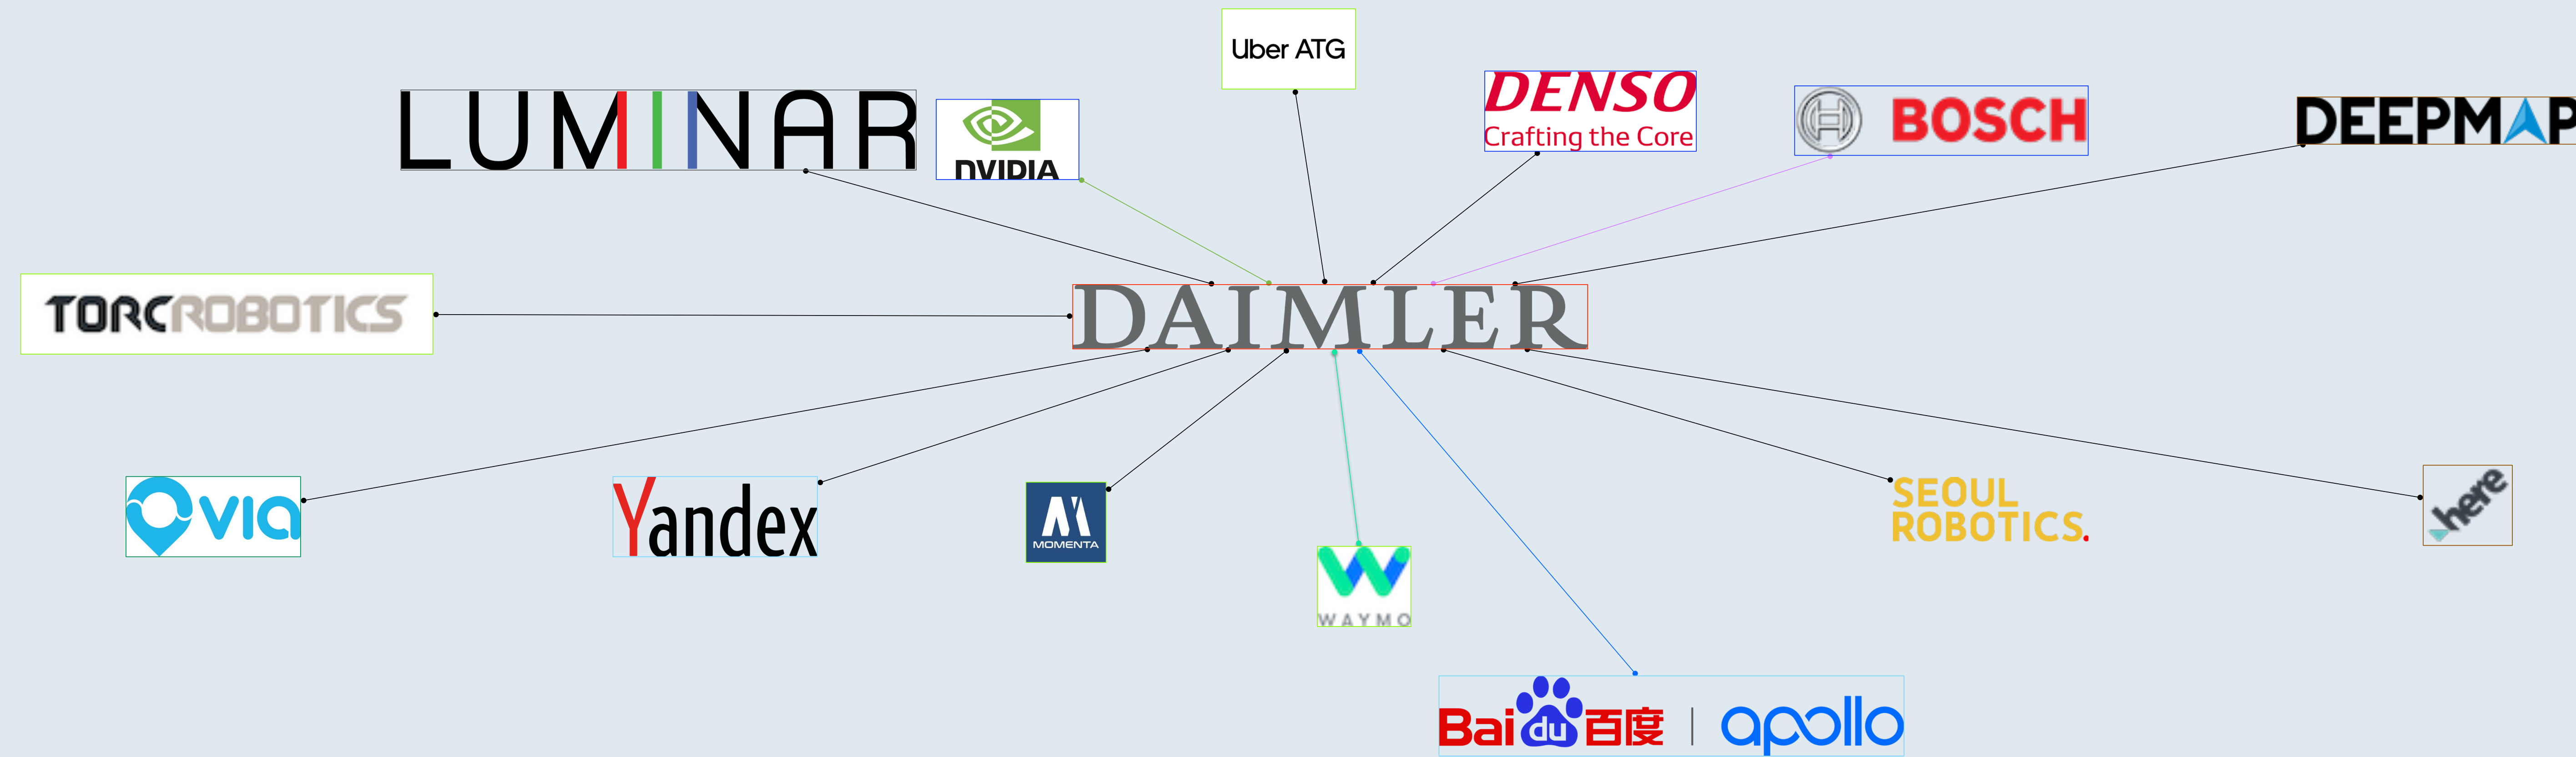 Uber ATG
LUMINAR
NVIDIA
DENSO
Crafting the Core
BOSCH
DEEPMAP
TORCROBOTICS
DAIMLER
via
Yandex
MOMENTA
WAYMO
SEOUL
ROBOTICS.
here
Baidu百度 | apollo